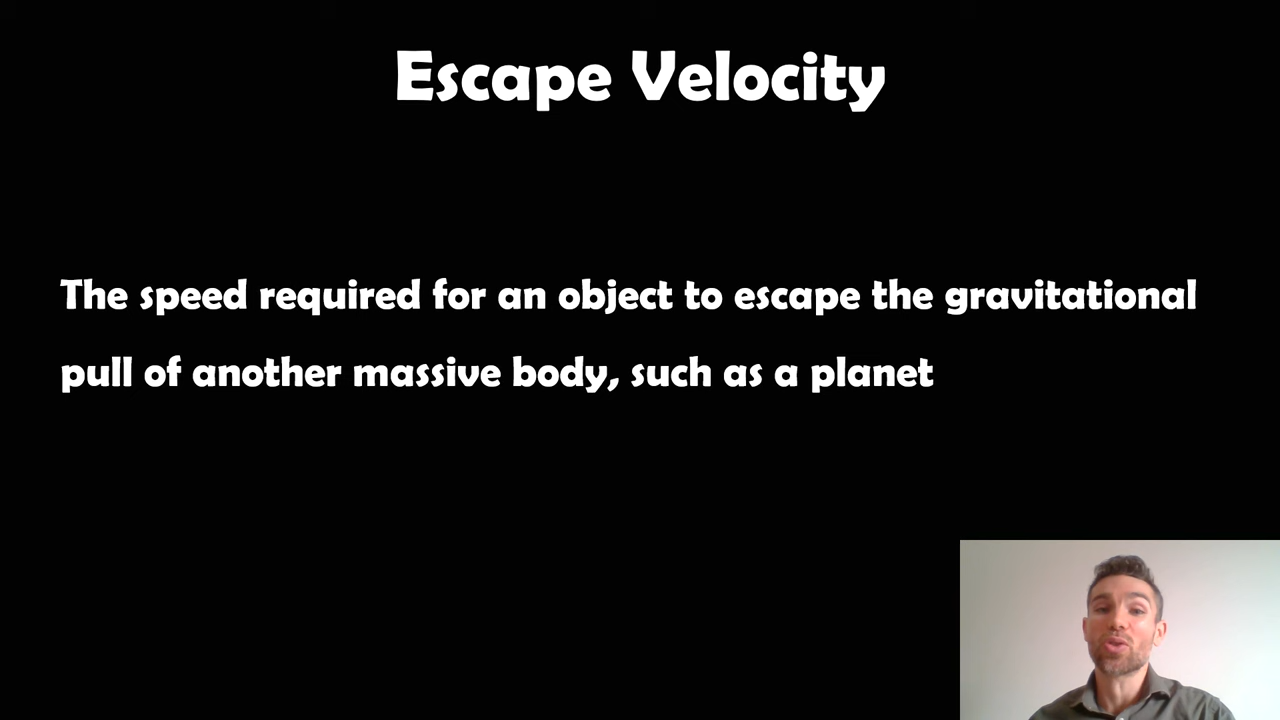 Escape Velocity
The speed required for an object to escape the gravitational
pull of another massive body, such as a planet